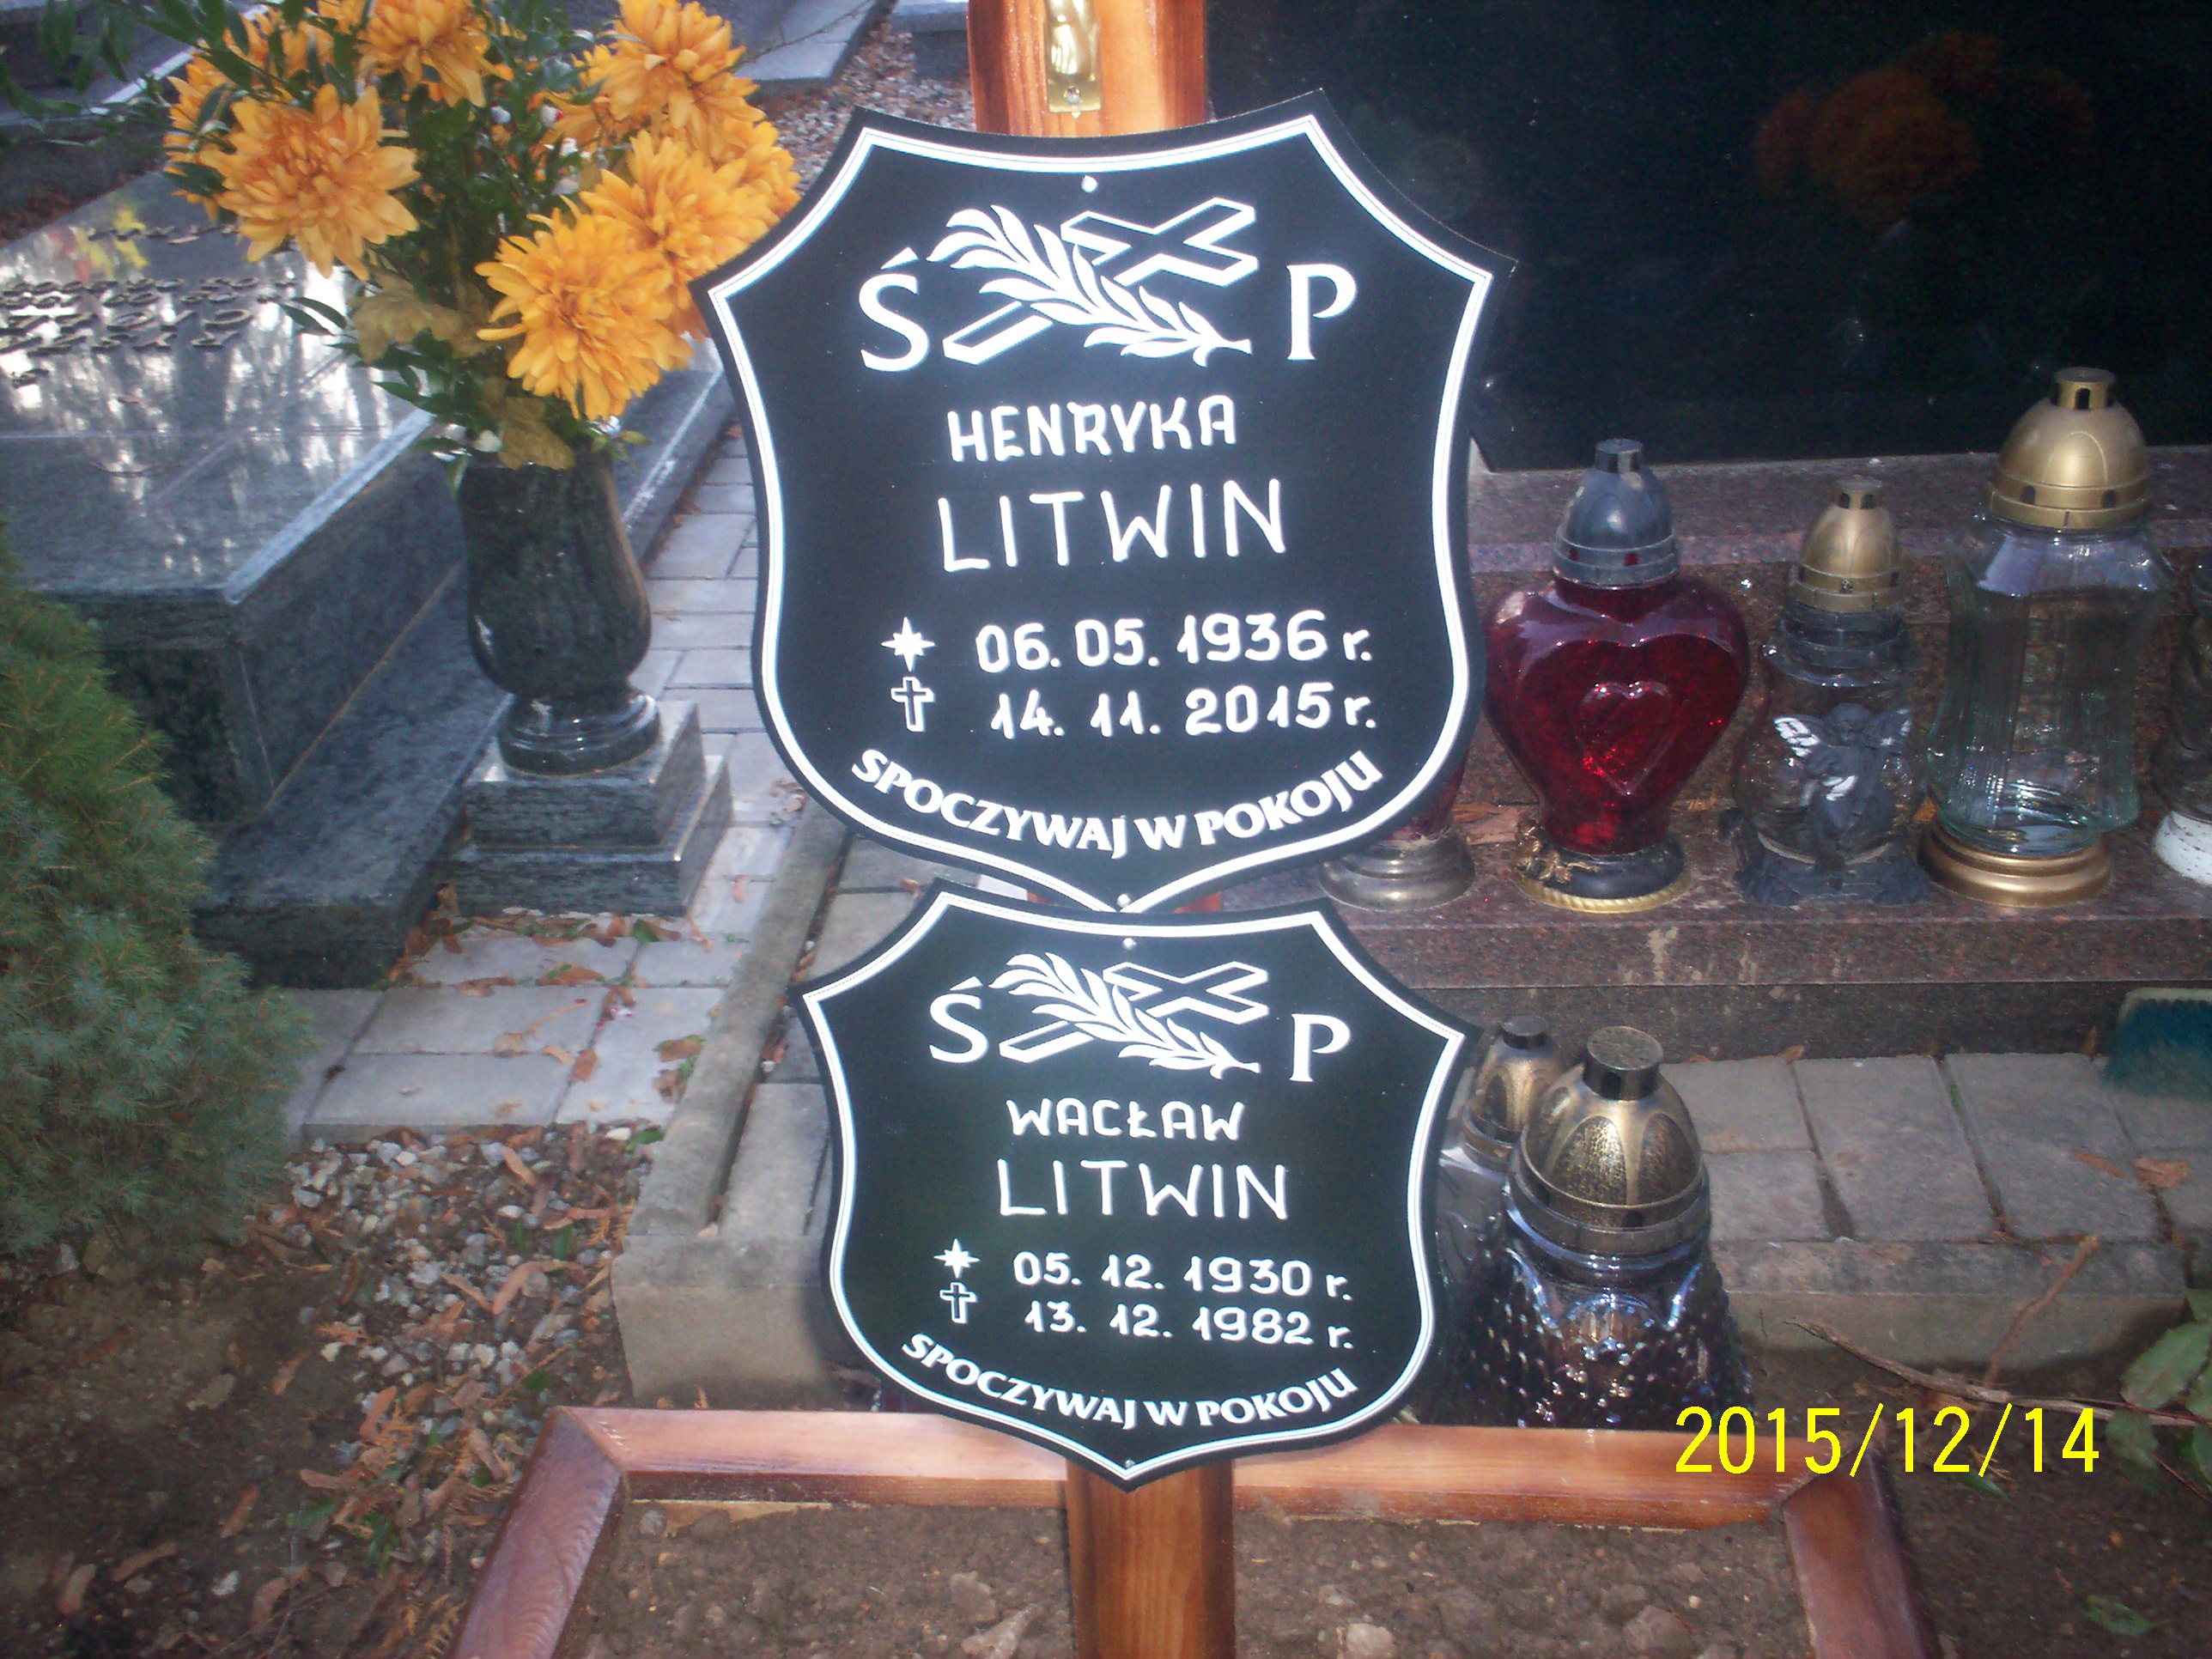 Ś P
HENRYKA
LITWIN
06. 05. 1936 r.
14. 11. 2015 r.
SPOCZYWAJ W POKOJU
Ś P
WACŁAW
LITWIN
05. 12. 1930 r.
13. 12. 1982 r.
SPOCZYWAJ W POKOJU
2015/12/14